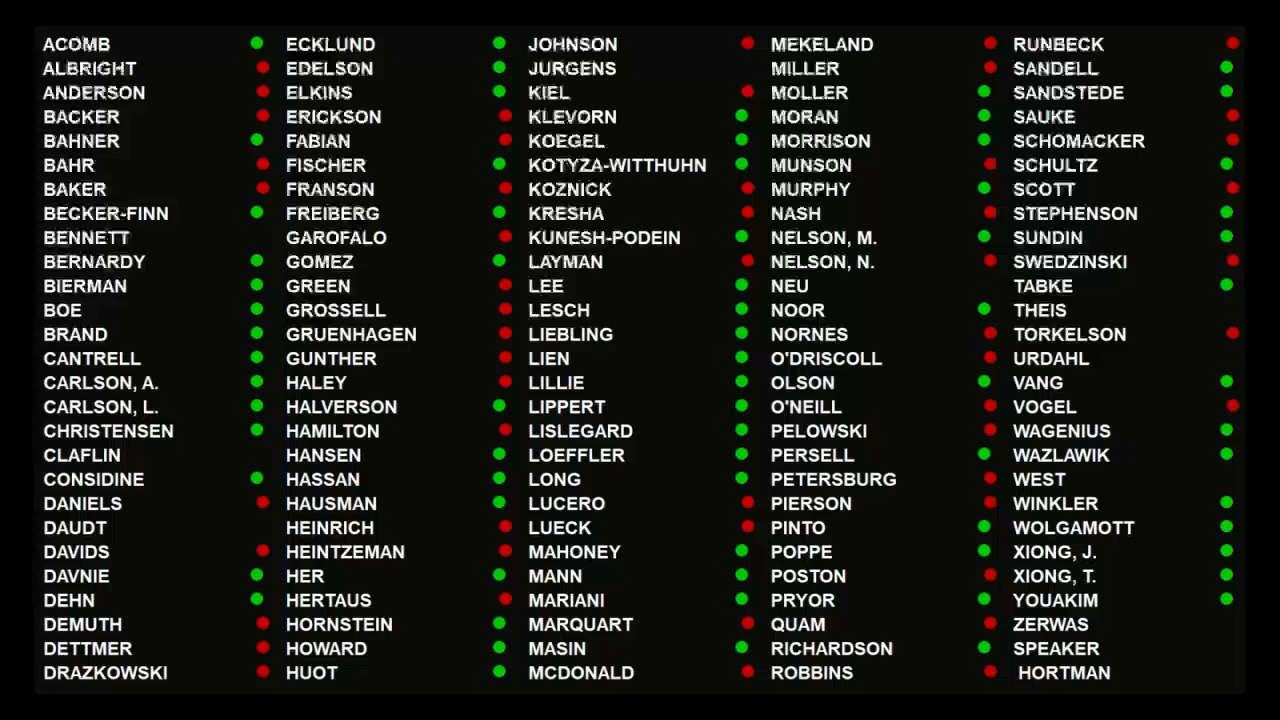 ACOMB
ALBRIGHT
ANDERSON
BACKER
BAHNER
BAHR
BAKER
BECKER-FINN
BENNETT
BERNARDY
BIERMAN
BOE
BRAND
CANTRELL
CARLSON, A.
CARLSON, L.
CHRISTENSEN
CLAFLIN
CONSIDINE
DANIELS
DAUDT
DAVIDS
DAVNIE
DEHN
DEMUTH
DETTMER
DRAZKOWSKI
ECKLUND
EDELSON
ELKINS
ERICKSON
FABIAN
FISCHER
FRANSON
FREIBERG
GAROFALO
GOMEZ
GREEN
GROSSELL
GRUENHAGEN
GUNTHER
HALEY
HALVERSON
HAMILTON
HANSEN
HASSAN
HAUSMAN
HEINRICH
HEINTZEMAN
HER
HERTAUS
HORNSTEIN
HOWARD
HUOT
JOHNSON
JURGENS
KIEL
KLEVORN
KOEGEL
KOTYZA-WITTHUHN
KOZNICK
KRESHA
KUNESH-PODEIN
LAYMAN
LEE
LESCH
LIEBLING
LIEN
LILLIE
LIPPERT
LISLEGARD
LOEFFLER
LONG
LUCERO
LUECK
MAHONEY
MANN
MARIANI
MARQUART
MASIN
MCDONALD
MEKELAND
MILLER
MOLLER
MORAN
MORRISON
MUNSON
MURPHY
NASH
NELSON, M.
NELSON, N.
NEU
NOOR
NORNES
O'DRISCOLL
OLSON
O'NEILL
PELOWSKI
PERSELL
PETERSBURG
PIERSON
PINTO
POPPE
POSTON
PRYOR
QUAM
RICHARDSON
ROBBINS
RUNBECK
SANDELL
SANDSTEDE
SAUKE
SCHOMACKER
SCHULTZ
SCOTT
STEPHENSON
SUNDIN
SWEDZINSKI
TABKE
THEIS
TORKELSON
URDAHL
VANG
VOGEL
WAGENIUS
WAZLAWIK
WEST
WINKLER
WOLGAMOTT
XIONG, J.
XIONG, T.
YOUAKIM
ZERWAS
SPEAKER
HORTMAN